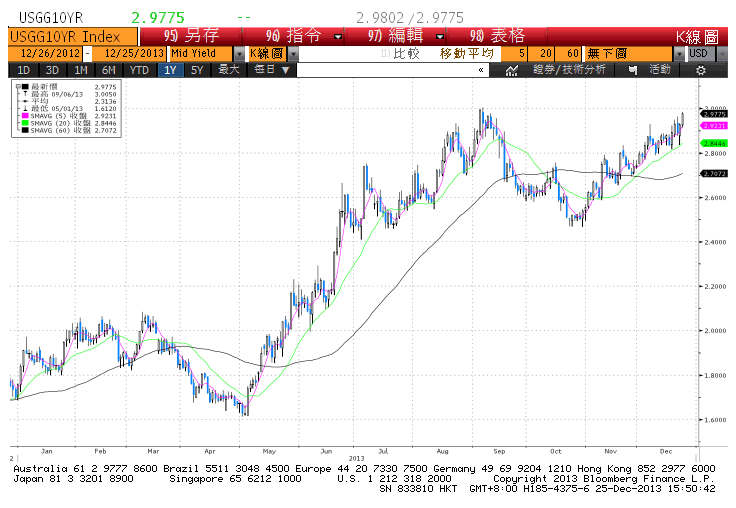 USGG10YR 2.9775 -- 2.9802/2.9775
USGG10YR Index 95) 另存 96) 指令 97) 編輯 98) 表格 K線圖
12/26/2012 - 12/25/2013 Mid Yield K線圖 比較 移動平均 5 20 60 無下圖 USD
1D 3D 1M 6M YTD 1Y 5Y 最大 每日 ▼ « 證券/技術分析 活動
最新價 2.9775
最高 09/06/13 3.0050
平均 2.3136
最低 05/01/13 1.6120
SMAVG (5) 收盤 2.9231
SMAVG (20) 收盤 2.8446
SMAVG (60) 收盤 2.7072
3.0000
2.9775
2.9231
2.8446
2.8000
2.7072
2.6000
2.4000
2.2000
2.0000
1.8000
1.6000
Jan Feb Mar Apr May Jun Jul Aug Sep Oct Nov Dec
2 2013
Australia 61 2 9777 8600 Brazil 5511 3048 4500 Europe 44 20 7330 7500 Germany 49 69 9204 1210 Hong Kong 852 2977 6000
Japan 81 3 3201 8900 Singapore 65 6212 1000 U.S. 1 212 318 2000 Copyright 2013 Bloomberg Finance L.P.
SN 833810 HKT GMT+8:00 Hi85-4375-6 25-Dec-2013 15:50:42